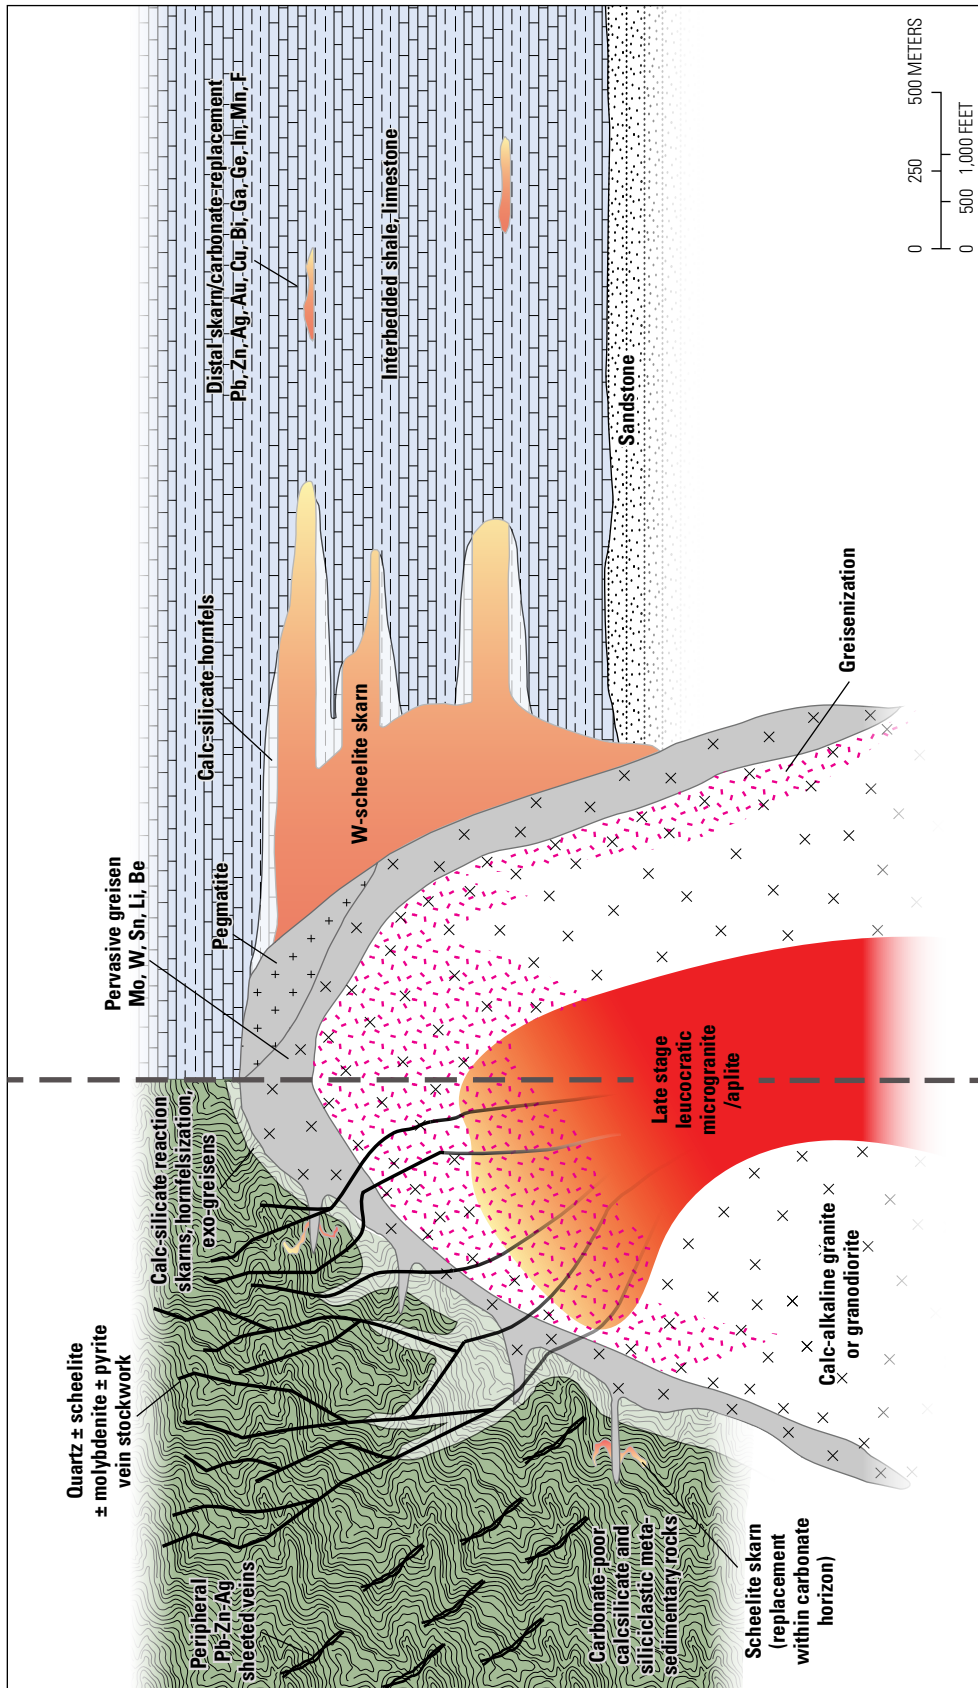 Quartz ± scheelite
± molybdenite ± pyrite
vein stockwork
Peripheral
Pb-Zn-Ag
sheeted veins
Calc-silicate reaction
skarns, hornfelsization,
exo-greisens
Pervasive greisen
Mo, W, Sn, Li, Be
Pegmatite
Calc-silicate hornfels
Distal skarn/carbonate-replacement
Pb, Zn, Ag, Au, Cu, Bi, Ga, Ge, In, Mn, F
W-scheelite skarn
Interbedded shale, limestone
Sandstone
Carbonate-poor
calcsilicate and
siliciclastic meta-
sedimentary rocks
Scheelite skarn
(replacement
within carbonate
horizon)
Late stage
leucocratic
microgranite
/aplite
Calc-alkaline granite
or granodiorite
Greisenization
0 250 500 METERS
0 500 1,000 FEET